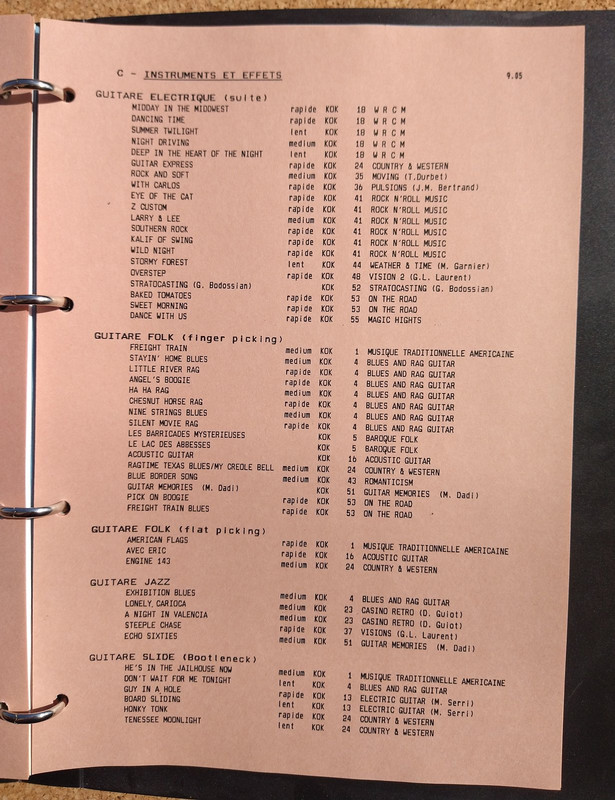 C - INSTRUMENTS ET EFFETS 9.05
GUITARE ELECTRIQUE (suite)
MIDDAY IN THE MIDDWEST rapide KOK 18 W R C M
DANCING TIME rapide KOK 18 W R C M
SUMMER TWILIGHT lent KOK 18 W R C M
NIGHT DRIVING medium KOK 18 W R C M
DEEP IN THE HEART OF THE NIGHT lent KOK 18 W R C M
GUITAR EXPRESS rapide KOK 24 COUNTRY & WESTERN
ROCK AND SOFT medium KOK 35 MOVING (T.Durbet)
WITH CARLOS rapide KOK 36 PULSIONS (J.M. Bertrand)
EYE OF THE CAT rapide KOK 41 ROCK N'ROLL MUSIC
Z CUSTOM rapide KOK 41 ROCK N'ROLL MUSIC
LARRY & LEE medium KOK 41 ROCK N'ROLL MUSIC
SOUTHERN ROCK rapide KOK 41 ROCK N'ROLL MUSIC
KALIF OF SWING rapide KOK 41 ROCK N'ROLL MUSIC
WILD NIGHT rapide KOK 41 ROCK N'ROLL MUSIC
STORMY FOREST lent KOK 44 WEATHER & TIME (M. Garnier)
OVERSTEP rapide KOK 48 VISION 2 (G.L. Laurent)
STRATOCASTING (G. Bodossian) KOK 52 STRATOCASTING (G. Bodossian)
BAKED TOMATOES rapide KOK 53 ON THE ROAD
SWEET MORNING rapide KOK 53 ON THE ROAD
DANCE WITH US rapide KOK 55 MAGIC HIGHTS
GUITARE FOLK (finger picking)
FREIGHT TRAIN medium KOK 1 MUSIQUE TRADITIONNELLE AMERICAINE
STAYIN' HOME BLUES medium KOK 4 BLUES AND RAG GUITAR
LITTLE RIVER RAG rapide KOK 4 BLUES AND RAG GUITAR
ANGEL'S BOOGIE rapide KOK 4 BLUES AND RAG GUITAR
HA HA RAG medium KOK 4 BLUES AND RAG GUITAR
CHESNUT HORSE RAG rapide KOK 4 BLUES AND RAG GUITAR
NINE STRINGS BLUES medium KOK 4 BLUES AND RAG GUITAR
SILENT MOVIE RAG rapide KOK 4 BLUES AND RAG GUITAR
LES BARRICADES MYSTERIEUSES KOK 5 BAROQUE FOLK
LE LAC DES ABBESSES KOK 5 BAROQUE FOLK
ACOUSTIC GUITAR KOK 16 ACOUSTIC GUITAR
RAGTIME TEXAS BLUES/MY CREOLE BELL medium KOK 24 COUNTRY & WESTERN
BLUE BORDER SONG medium KOK 43 ROMANTICISM
GUITAR MEMORIES (M. Dadi) KOK 51 GUITAR MEMORIES (M. Dadi)
PICK ON BOOGIE rapide KOK 53 ON THE ROAD
FREIGHT TRAIN BLUES rapide KOK 53 ON THE ROAD
GUITARE FOLK (flat picking)
AMERICAN FLAGS rapide KOK 1 MUSIQUE TRADITIONNELLE AMERICAINE
AVEC ERIC rapide KOK 16 ACOUSTIC GUITAR
ENGINE 143 medium KOK 24 COUNTRY & WESTERN
GUITARE JAZZ
EXHIBITION BLUES medium KOK 4 BLUES AND RAG GUITAR
LONELY CARIOCA medium KOK 23 CASINO RETRO (D. Guiot)
A NIGHT IN VALENCIA medium KOK 23 CASINO RETRO (D. Guiot)
STEEPLE CHASE rapide KOK 37 VISIONS (G.L. Laurent)
ECHO SIXTIES medium KOK 51 GUITAR MEMORIES (M. Dadi)
GUITARE SLIDE (Bootleneck)
HE'S IN THE JAILHOUSE NOW medium KOK 1 MUSIQUE TRADITIONNELLE AMERICAINE
DON'T WAIT FOR ME TONIGHT lent KOK 4 BLUES AND RAG GUITAR
GUY IN A HOLE rapide KOK 13 ELECTRIC GUITAR (M. Serri)
BOARD SLIDING rapide KOK 13 ELECTRIC GUITAR (M. Serri)
HONKY TONK rapide KOK 24 COUNTRY & WESTERN
TENESSEE MOONLIGHT lent KOK 24 COUNTRY & WESTERN